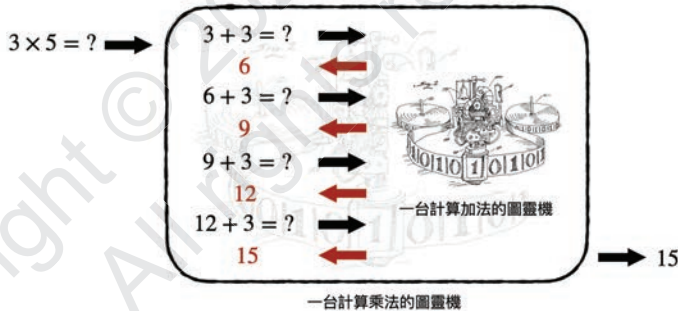 3 × 5 = ?
3 + 3 = ?
6
6 + 3 = ?
9
9 + 3 = ?
12
12 + 3 = ?
15
一台計算加法的圖靈機
15
一台計算乘法的圖靈機